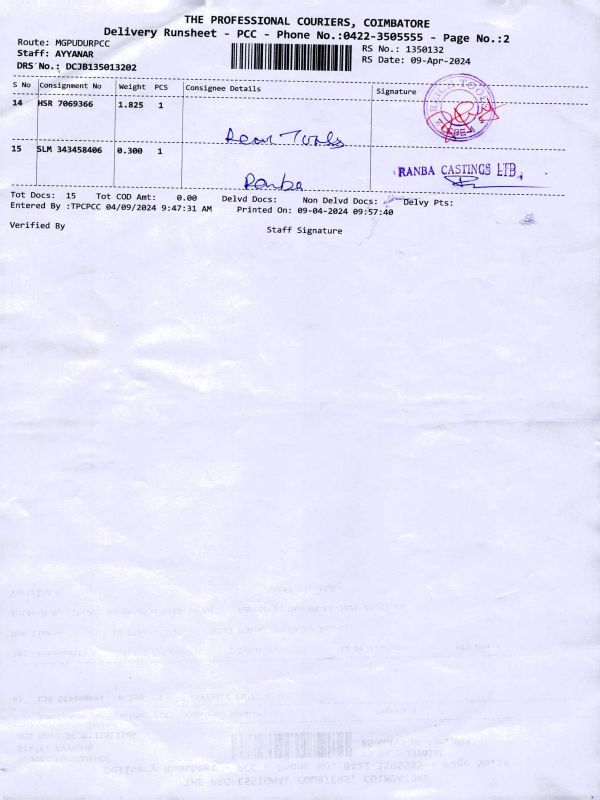 THE PROFESSIONAL COURIERS, COIMBATORE
Delivery Runsheet - PCC - Phone No.:0422-3505555 - Page No.:2
Route: MGPUDURPCC
Staff: AYYANAR
DRS No.: DCJB135013202
RS No.: 1350132
RS Date: 09-Apr-2024
S No Consignment No Weight PCS Consignee Details Signature
14 HSR 7069366 1.825 1
Tools
15 SLM 343458406 0.300 1
Ranba
RANBA CASTINGS LTD,
Tot Docs: 15 Tot COD Amt: 0.00 Delvd Docs: Non Delvd Docs: Delvy Pts:
Entered By :TPCPCC 04/09/2024 9:47:31 AM Printed On: 09-04-2024 09:57:40
Verified By Staff Signature